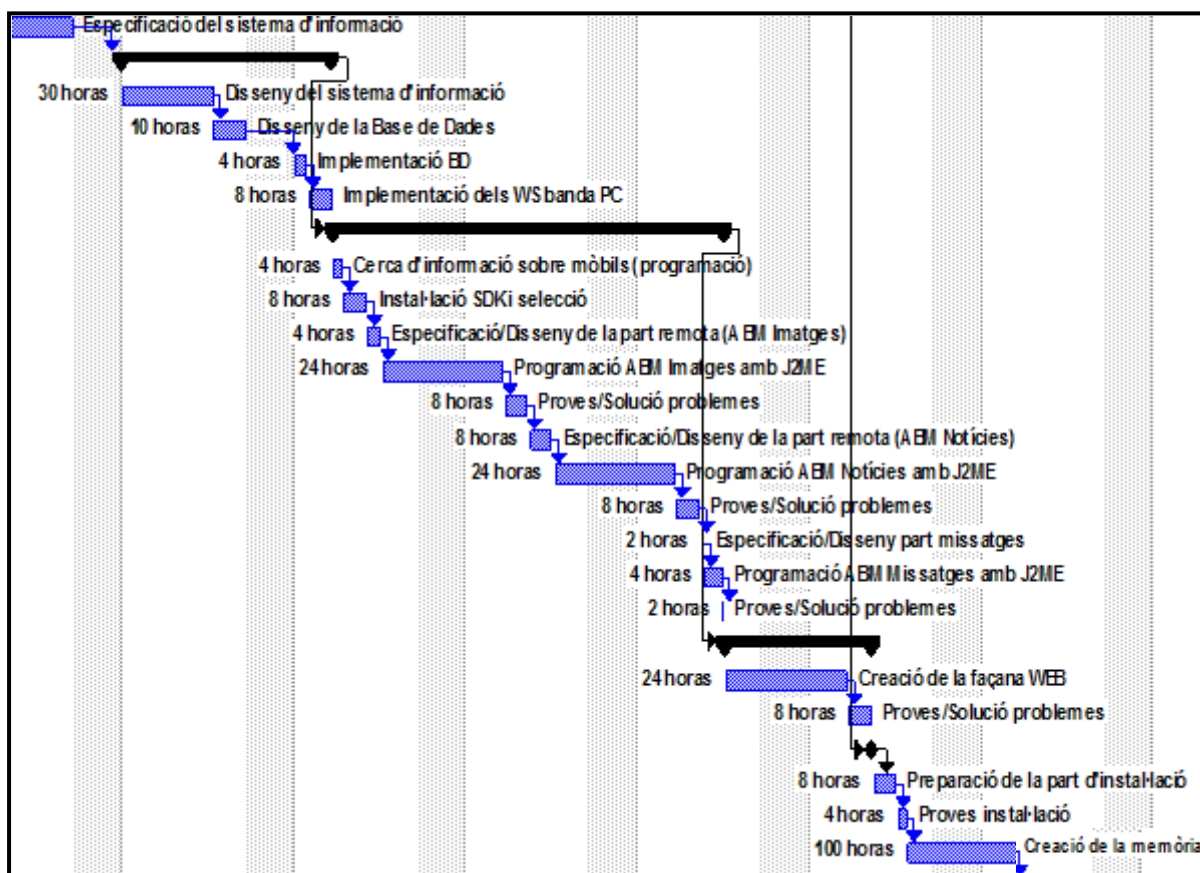 Especificació del sistema d'informació
30 horas Disseny del sistema d'informació
10 horas Disseny de la Base de Dades
4 horas Implementació BD
8 horas Implementació dels WS banda PC
4 horas Cerca d'informació sobre mòbils (programació)
8 horas Instal·lació SDK i selecció
4 horas Especificació/Disseny de la part remota (ABM Imatges)
24 horas Programació ABM Imatges amb J2ME
8 horas Proves/Solució problemes
8 horas Especificació/Disseny de la part remota (ABM Notícies)
24 horas Programació ABM Notícies amb J2ME
8 horas Proves/Solució problemes
2 horas Especificació/Disseny part missatges
4 horas Programació ABM Missatges amb J2ME
2 horas Proves/Solució problemes
24 horas Creació de la façana WEB
8 horas Proves/Solució problemes
8 horas Preparació de la part d'instal·lació
4 horas Proves instal·lació
100 horas Creació de la memòria